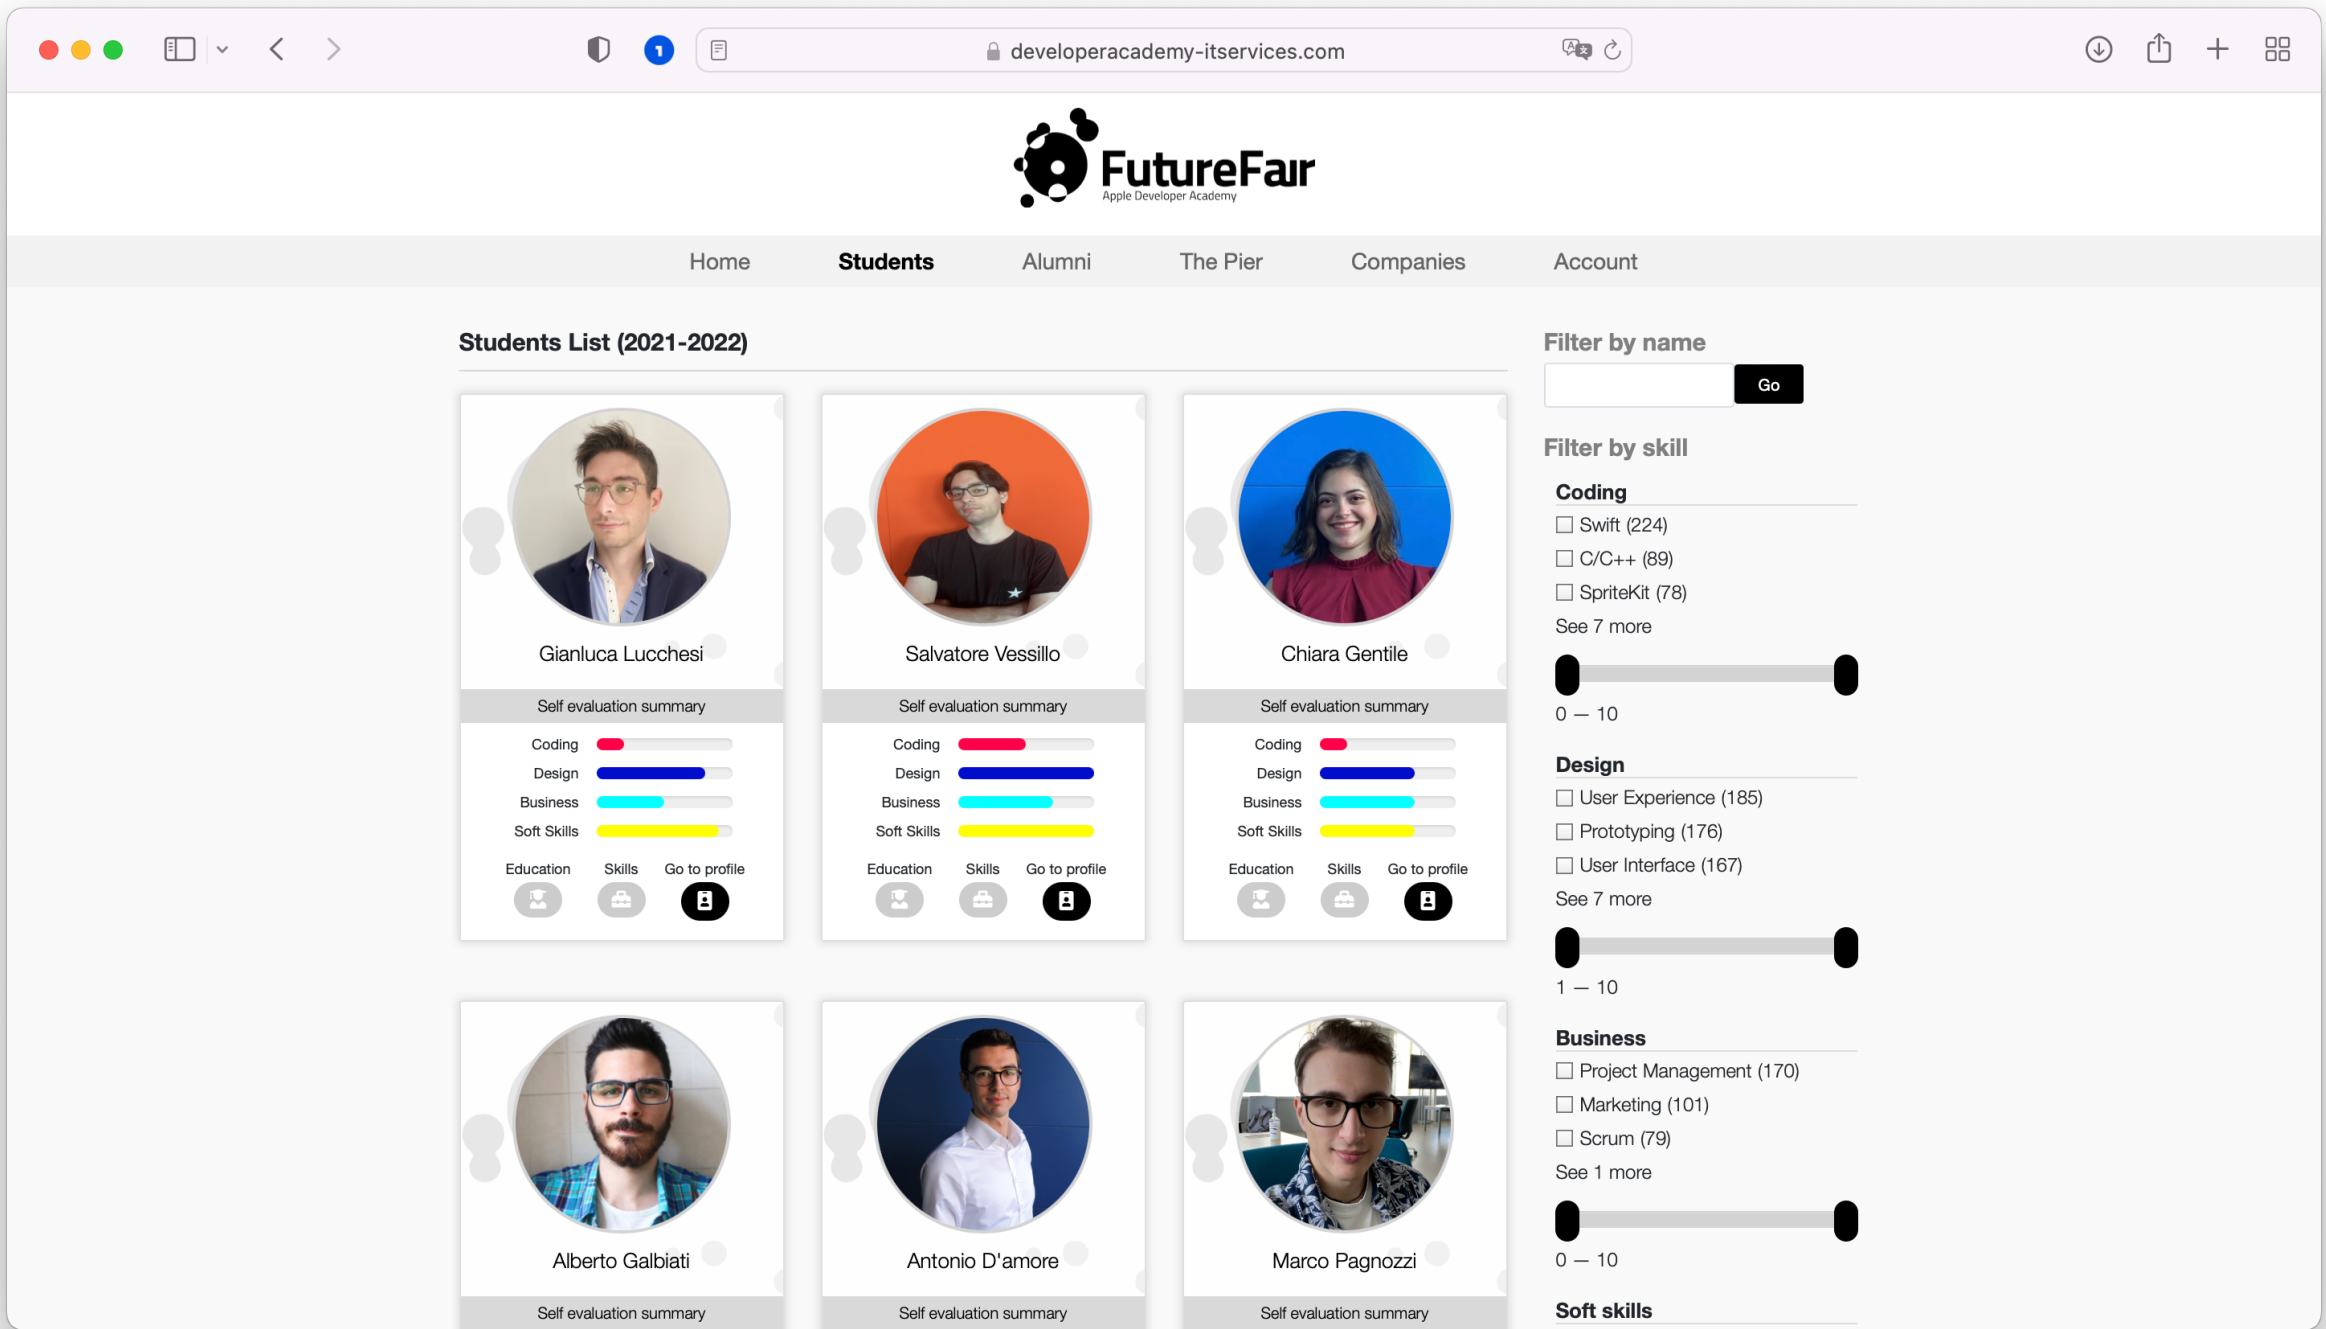 1
developeracademy-itservices.com
FutureFair
Apple Developer Academy
Home Students Alumni The Pier Companies Account
Students List (2021-2022)
Gianluca Lucchesi
Self evaluation summary
Coding
Design
Business
Soft Skills
Education Skills Go to profile
Salvatore Vessillo
Self evaluation summary
Coding
Design
Business
Soft Skills
Education Skills Go to profile
Chiara Gentile
Self evaluation summary
Coding
Design
Business
Soft Skills
Education Skills Go to profile
Alberto Galbiati
Self evaluation summary
Antonio D'amore
Self evaluation summary
Marco Pagnozzi
Self evaluation summary
Filter by name
Go
Filter by skill
Coding
Swift (224)
C/C++ (89)
SpriteKit (78)
See 7 more
0 — 10
Design
User Experience (185)
Prototyping (176)
User Interface (167)
See 7 more
1 — 10
Business
Project Management (170)
Marketing (101)
Scrum (79)
See 1 more
0 — 10
Soft skills